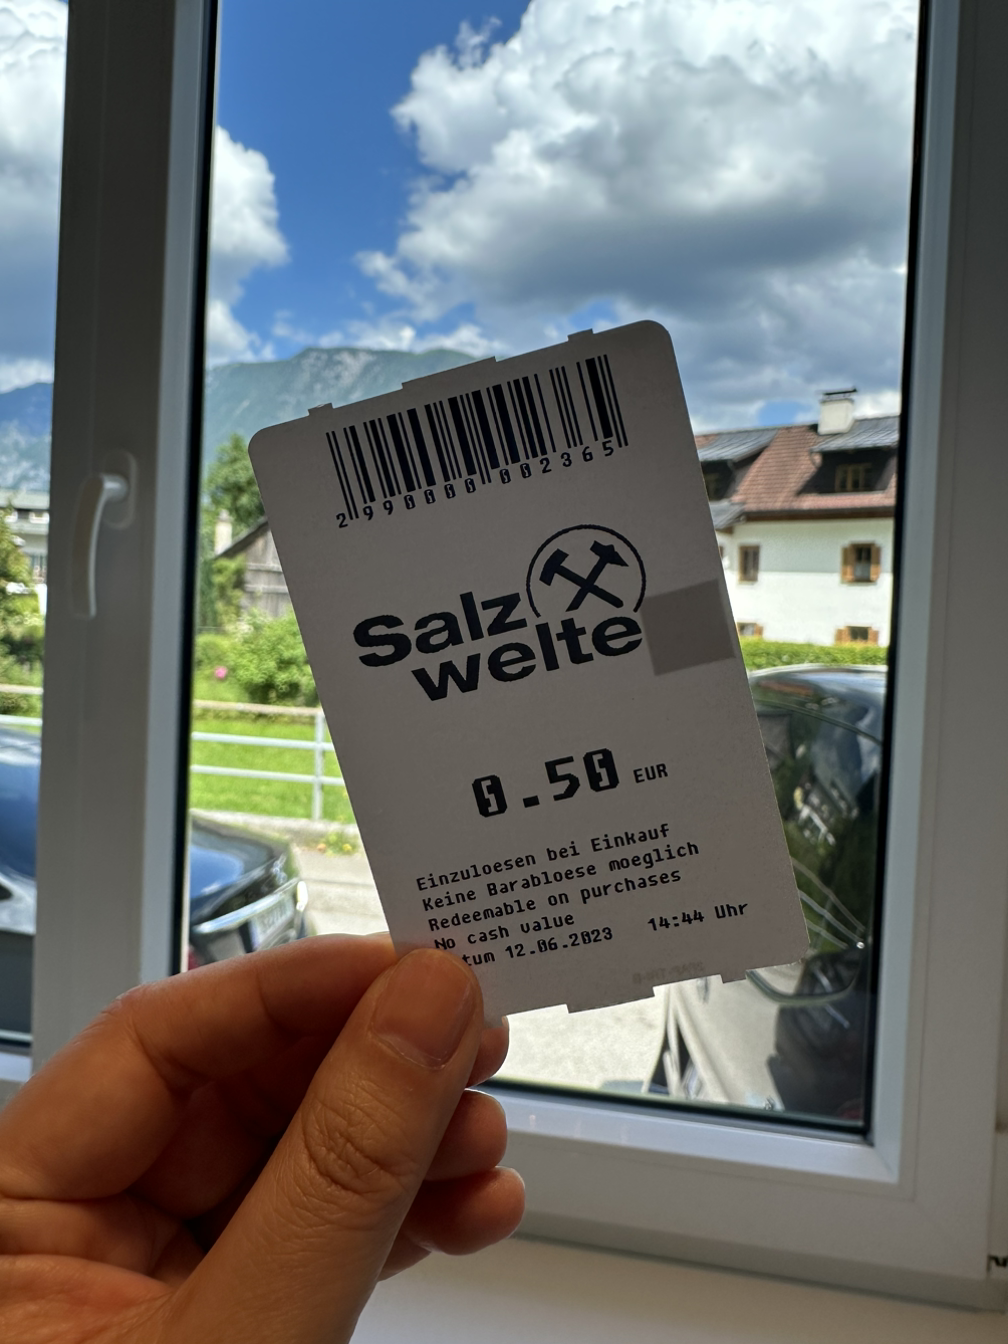 2990000002365
Salz
welte
0.50 EUR
Einzuloesen bei Einkauf
Keine Barabloese moeglich
Redeemable on purchases
No cash value
tum 12.06.2023 14:44 Uhr